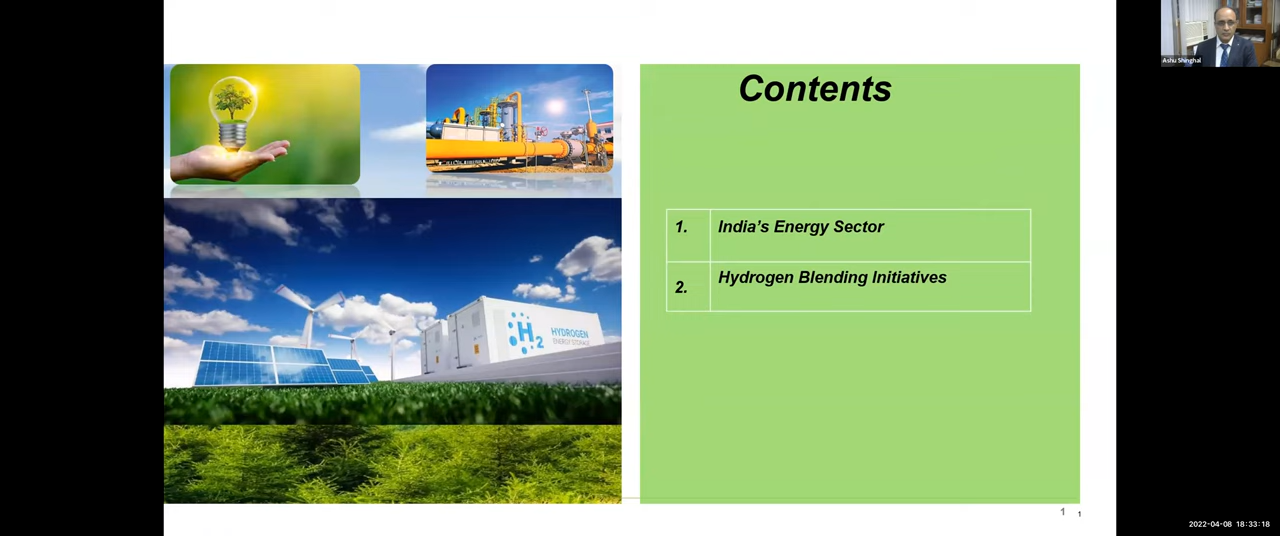 Contents
1. India's Energy Sector
2. Hydrogen Blending Initiatives
H2 HYDROGEN
ENERGY STORAGE
1 1
Ashu Shinghal
2022-04-08 18:33:18